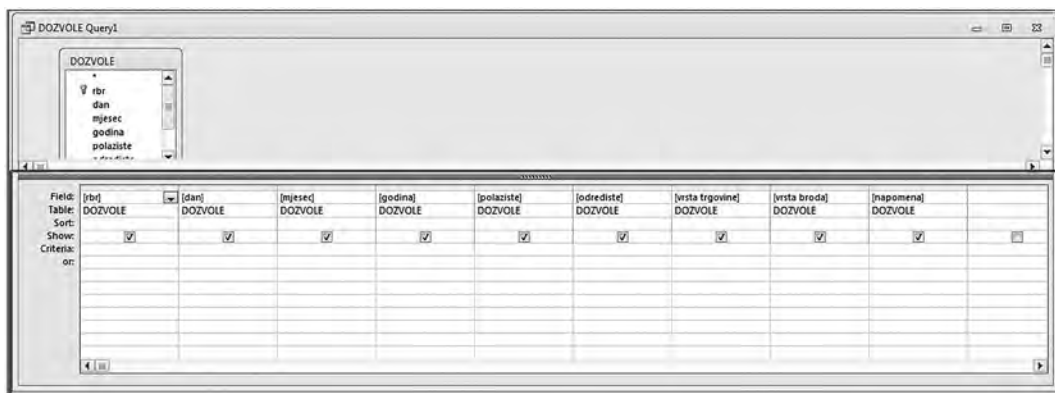 DOZVOLE Query1
DOZVOLE
*
rbr
dan
mjesec
godina
polaziste
odrediste
Field: [rbr] [dan] [mjesec] [godina] [polaziste] [odrediste] [vrsta trgovine] [vrsta broda] [napomena]
Table: DOZVOLE DOZVOLE DOZVOLE DOZVOLE DOZVOLE DOZVOLE DOZVOLE DOZVOLE DOZVOLE
Sort:
Show:
Criteria:
or: